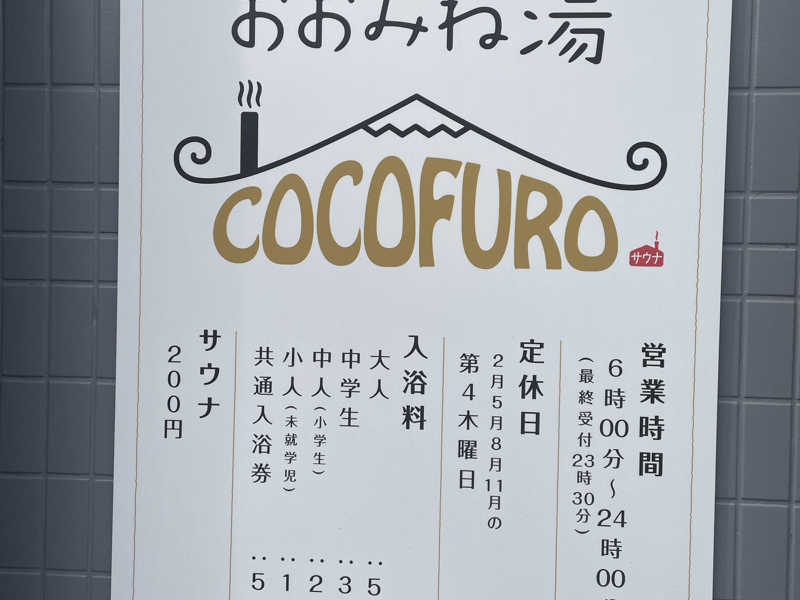 おおみね湯
COCOFURO
サウナ
営業時間
6時00分〜24時00
(最終受付23時30分)
定休日
2月5月8月11月の
第4木曜日
入浴料
大人 ‥5
中学生 ‥3
中人(小学生) ‥2
小人(未就学児) ‥1
共通入浴券 ‥5
サウナ
200円